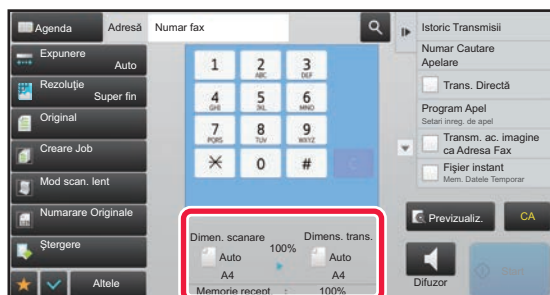 Agenda
Adresă
Numar fax
Expunere
Auto
Rezoluţie
Super fin
Original
Creare Job
Mod scan. lent
Numarare Originale
Ştergere
Altele
1
2
ABC
3
DEF
4
GHI
5
JKL
6
MNO
7
PQRS
8
TUV
9
WXYZ
0
#
C
Dimen. scanare
100%
Dimens. trans.
Auto
A4
Auto
A4
Memorie recept. : 100%
Istoric Transmisii
Numar Cautare
Apelare
Trans. Directă
Program Apel
Setari inreg. de apel
Transm. ac. imagine
ca Adresa Fax
Fişier instant
Mem. Datele Temporar
Previzualiz.
CA
Difuzor
Start